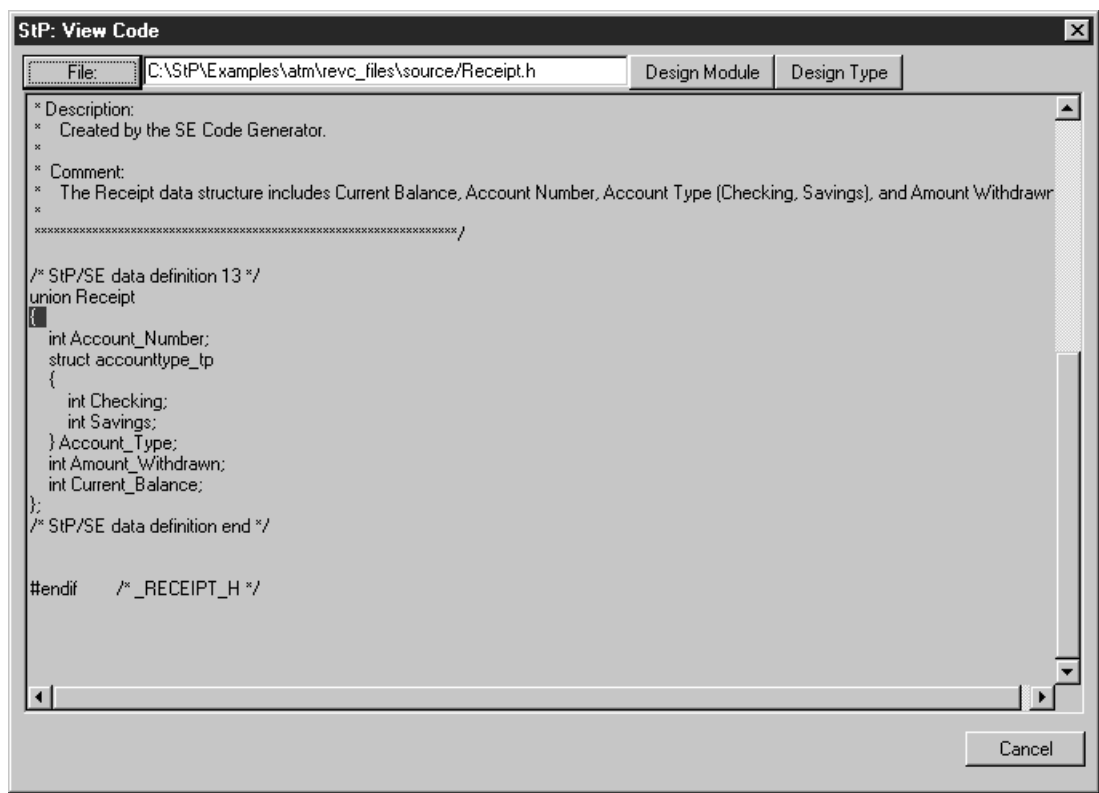 StP: View Code
File: C:\StP\Examples\atm\revc_files\source/Receipt.h Design Module Design Type
* Description:
*    Created by the SE Code Generator.
*
*  Comment:
*    The Receipt data structure includes Current Balance, Account Number, Account Type (Checking, Savings), and Amount Withdrawn
*
******************************************************************/
/* StP/SE data definition 13 */
union Receipt
{
   int Account_Number;
   struct accounttype_tp
   {
      int Checking;
      int Savings;
   } Account_Type;
   int Amount_Withdrawn;
   int Current_Balance;
};
/* StP/SE data definition end */
#endif      /* _RECEIPT_H */
Cancel